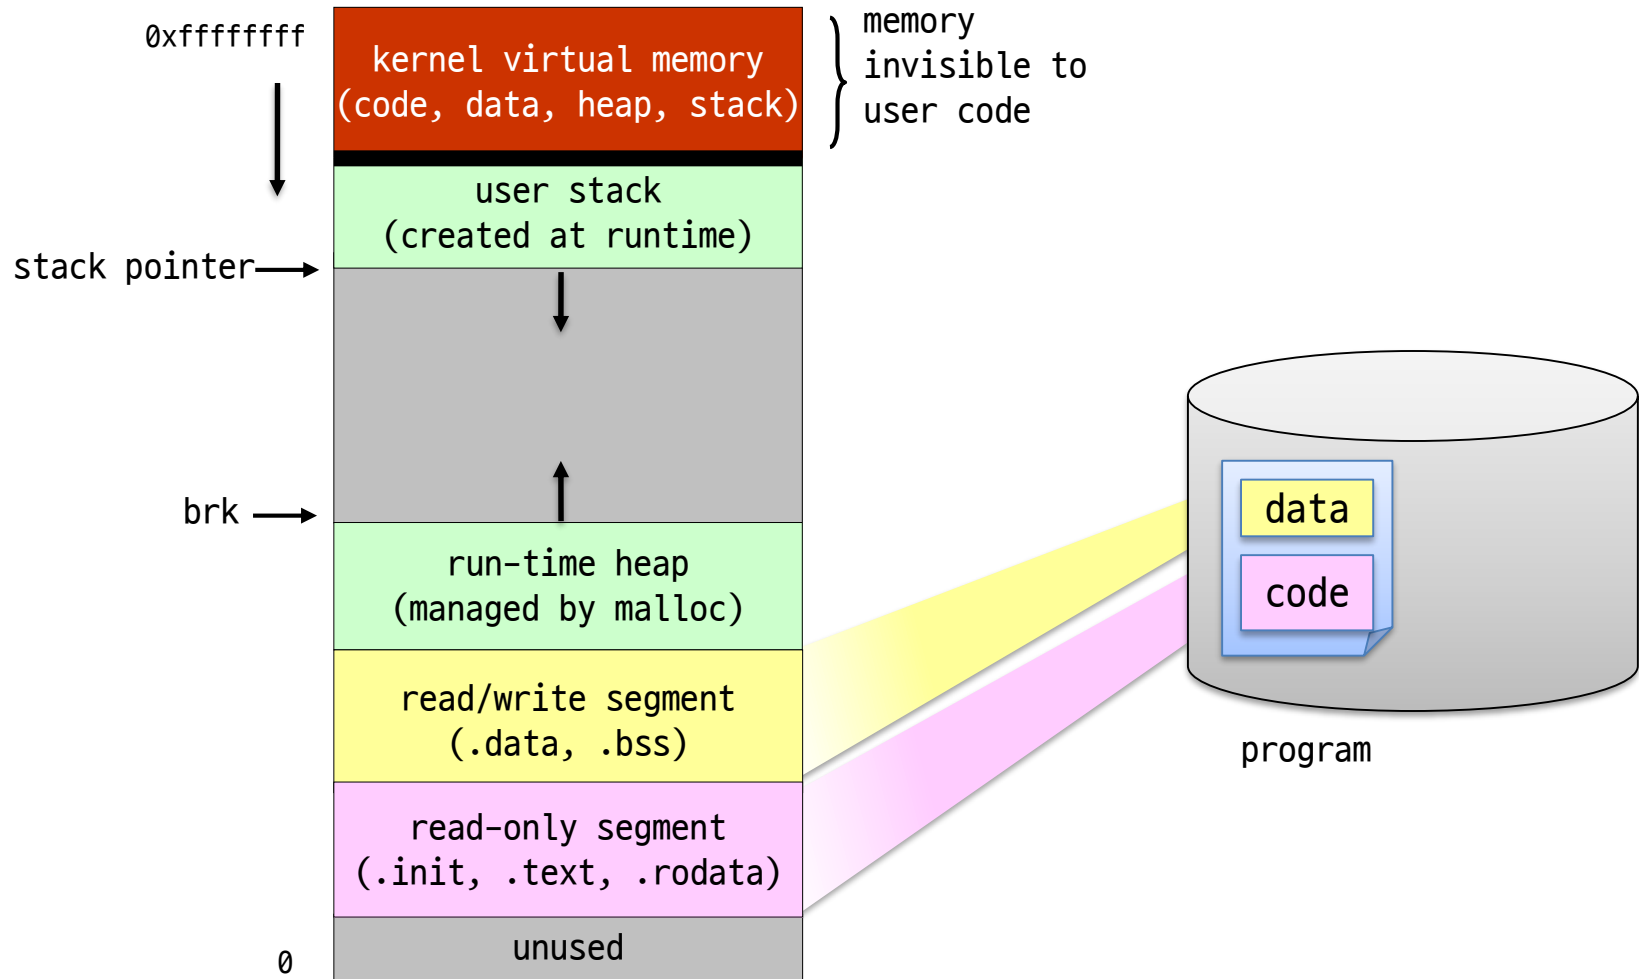 0xffffffff
kernel virtual memory
(code, data, heap, stack)
memory
invisible to
user code
user stack
(created at runtime)
stack pointer
brk
run-time heap
(managed by malloc)
read/write segment
(.data, .bss)
read-only segment
(.init, .text, .rodata)
unused
0
data
code
program